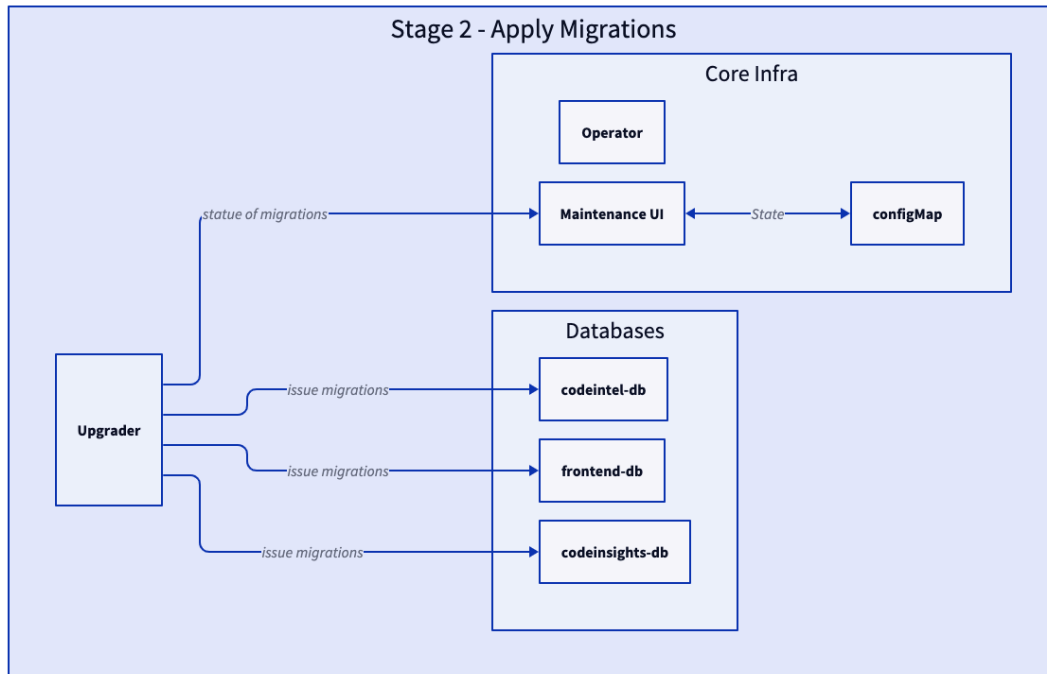 Stage 2 - Apply Migrations
Core Infra
Operator
statue of migrations
Maintenance UI
State
configMap
Databases
Upgrader
issue migrations
codeintel-db
issue migrations
frontend-db
issue migrations
codeinsights-db